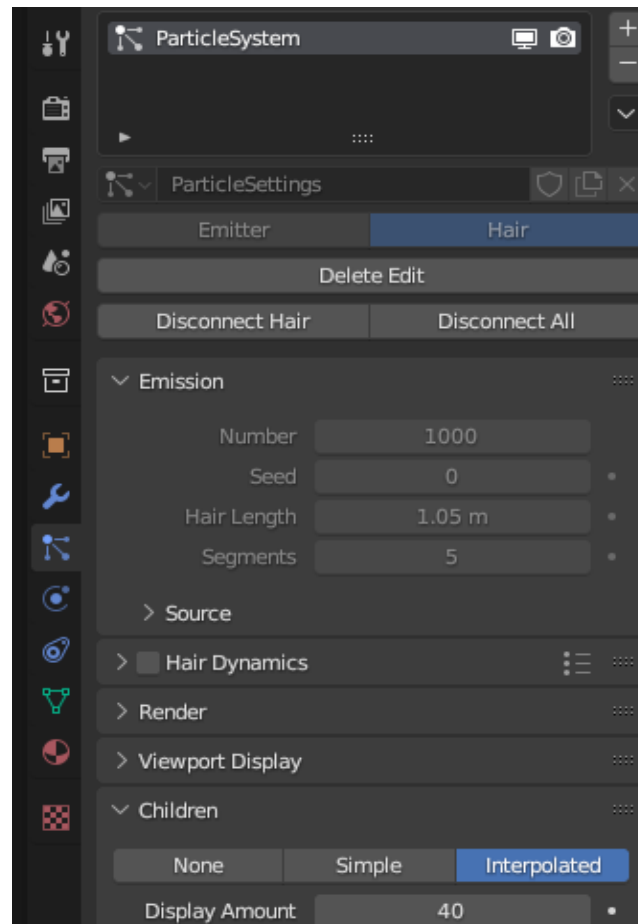 ParticleSystem
ParticleSettings
Emitter Hair
Delete Edit
Disconnect Hair Disconnect All
Emission
Number 1000
Seed 0
Hair Length 1.05 m
Segments 5
Source
Hair Dynamics
Render
Viewport Display
Children
None Simple Interpolated
Display Amount 40